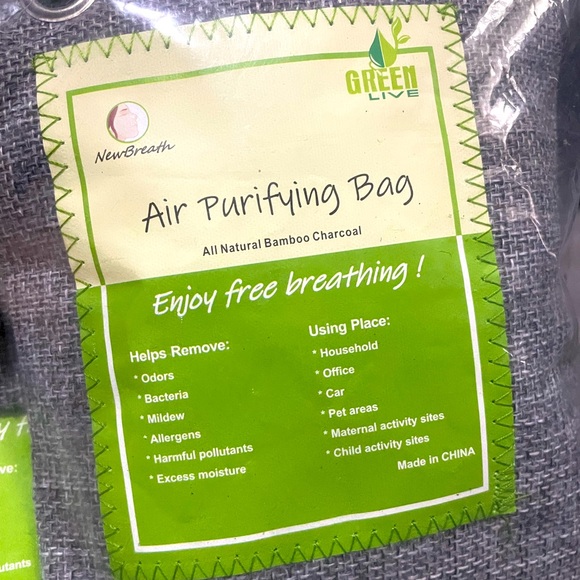 GREEN
LIVE
NewBreath
Air Purifying Bag
All Natural Bamboo Charcoal
Enjoy free breathing !
Helps Remove:
* Odors
* Bacteria
* Mildew
* Allergens
* Harmful pollutants
* Excess moisture
Using Place:
* Household
* Office
* Car
* Pet areas
* Maternal activity sites
* Child activity sites
Made in CHINA